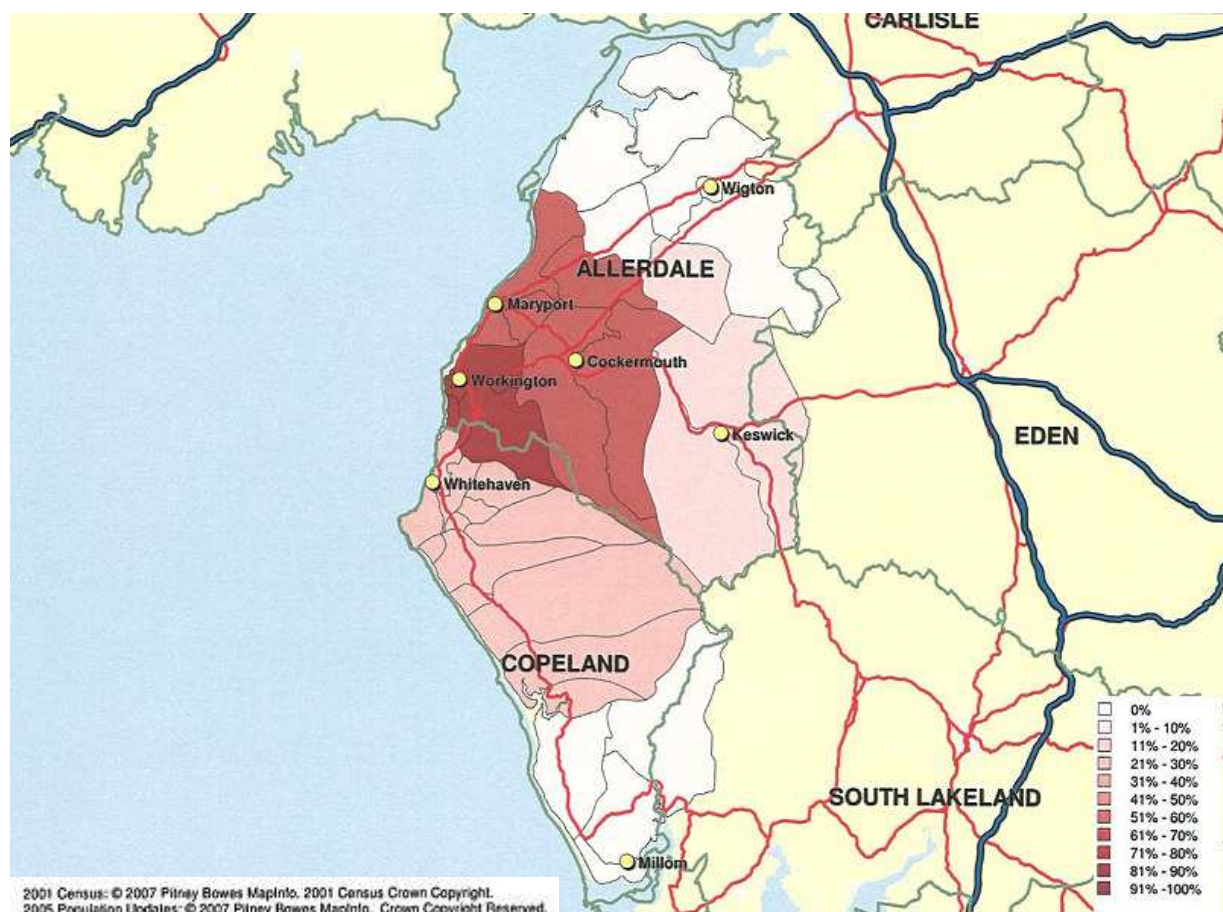 CARLISLE
Wigton
ALLERDALE
Maryport
Cockermouth
Workington
Keswick
EDEN
Whitehaven
COPELAND
SOUTH LAKELAND
Millom
0%
1% - 10%
11% - 20%
21% - 30%
31% - 40%
41% - 50%
51% - 60%
61% - 70%
71% - 80%
81% - 90%
91% -100%
2001 Census: © 2007 Pitney Bowes MapInfo. 2001 Census Crown Copyright.
2005 Population Updates: © 2007 Pitney Bowes MapInfo. Crown Copyright Reserved.